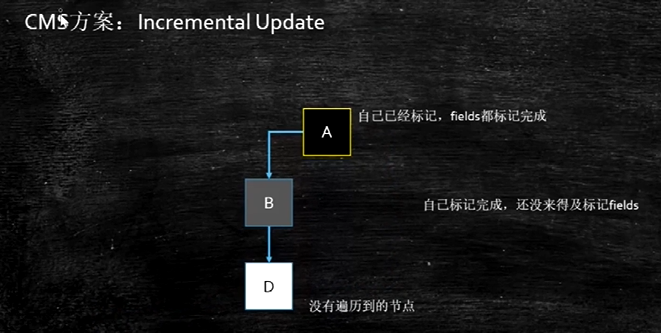 CMS方案：Incremental Update
A
自己已经标记，fields都标记完成
B
自己标记完成，还没来得及标记fields
D
没有遍历到的节点